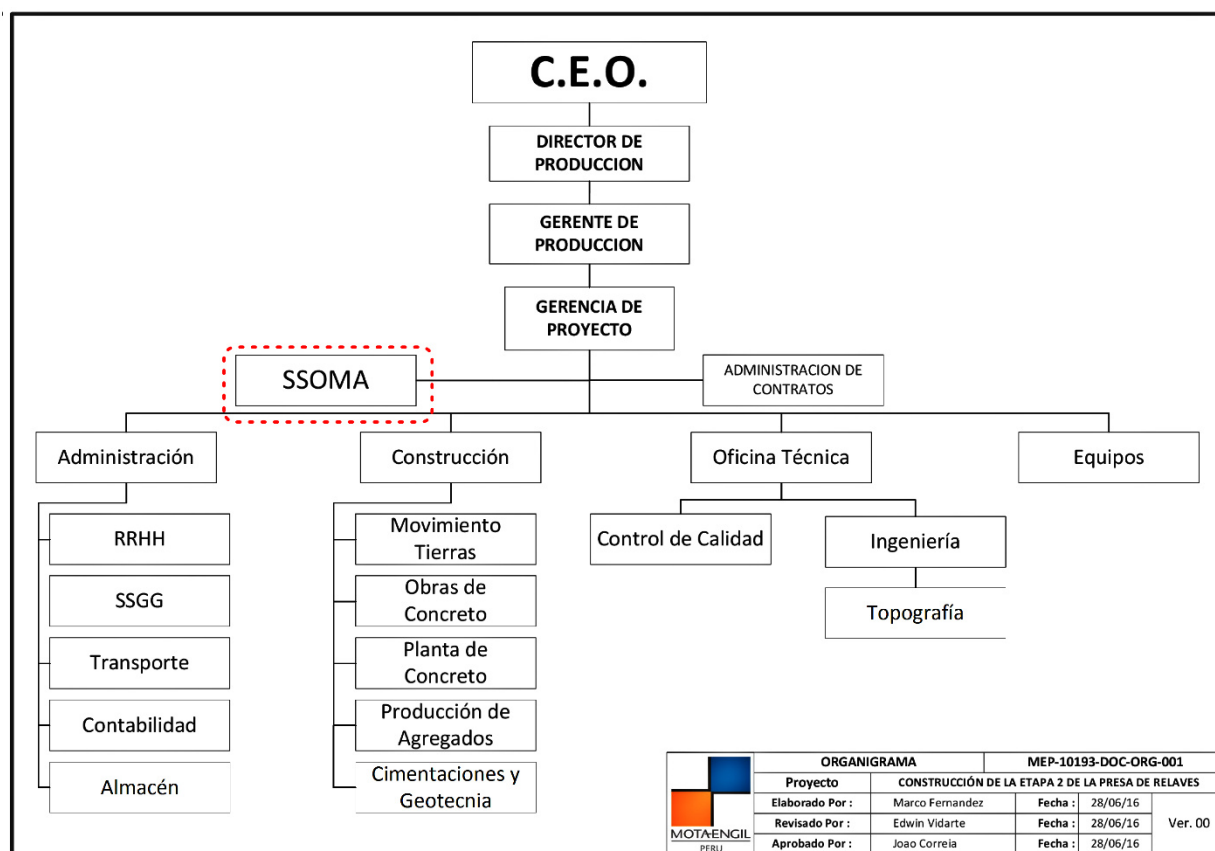 C.E.O.
DIRECTOR DE
PRODUCCION
GERENTE DE
PRODUCCION
GERENCIA DE
PROYECTO
SSOMA
ADMINISTRACION DE
CONTRATOS
Administración
Construcción
Oficina Técnica
Equipos
RRHH
SSGG
Transporte
Contabilidad
Almacén
Movimiento
Tierras
Obras de
Concreto
Planta de
Concreto
Producción de
Agregados
Cimentaciones y
Geotecnia
Control de Calidad
Ingeniería
Topografía
MOTAENGIL
PERU
ORGANIGRAMA MEP-10193-DOC-ORG-001
Proyecto CONSTRUCCIÓN DE LA ETAPA 2 DE LA PRESA DE RELAVES
Elaborado Por : Marco Fernandez Fecha : 28/06/16
Revisado Por : Edwin Vidarte Fecha : 28/06/16 Ver. 00
Aprobado Por : Joao Correia Fecha : 28/06/16